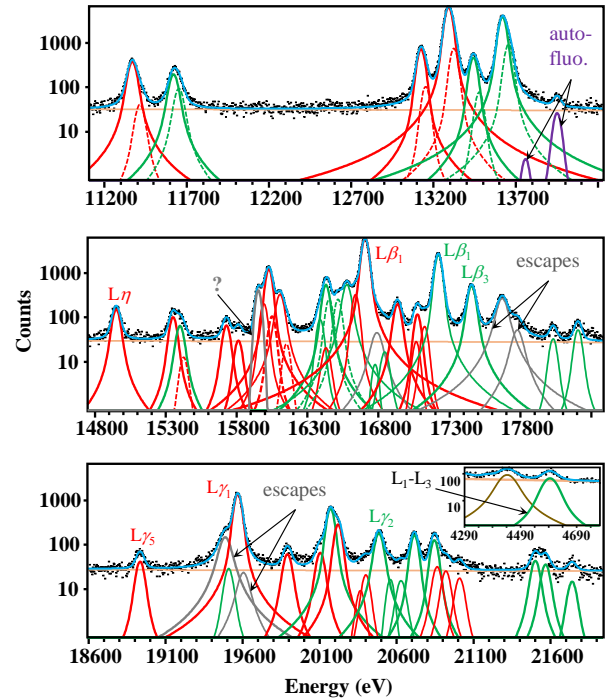 1000
100
10
auto-
fluo.
11200 11700 12200 12700 13200 13700
Counts
1000
100
10
Lη
?
Lβ1
Lβ1
Lβ3
escapes
14800 15300 15800 16300 16800 17300 17800
1000
100
10
Lγ5
Lγ1
escapes
Lγ2
L1-L3
100
10
4290 4490 4690
18600 19100 19600 20100 20600 21100 21600
Energy (eV)